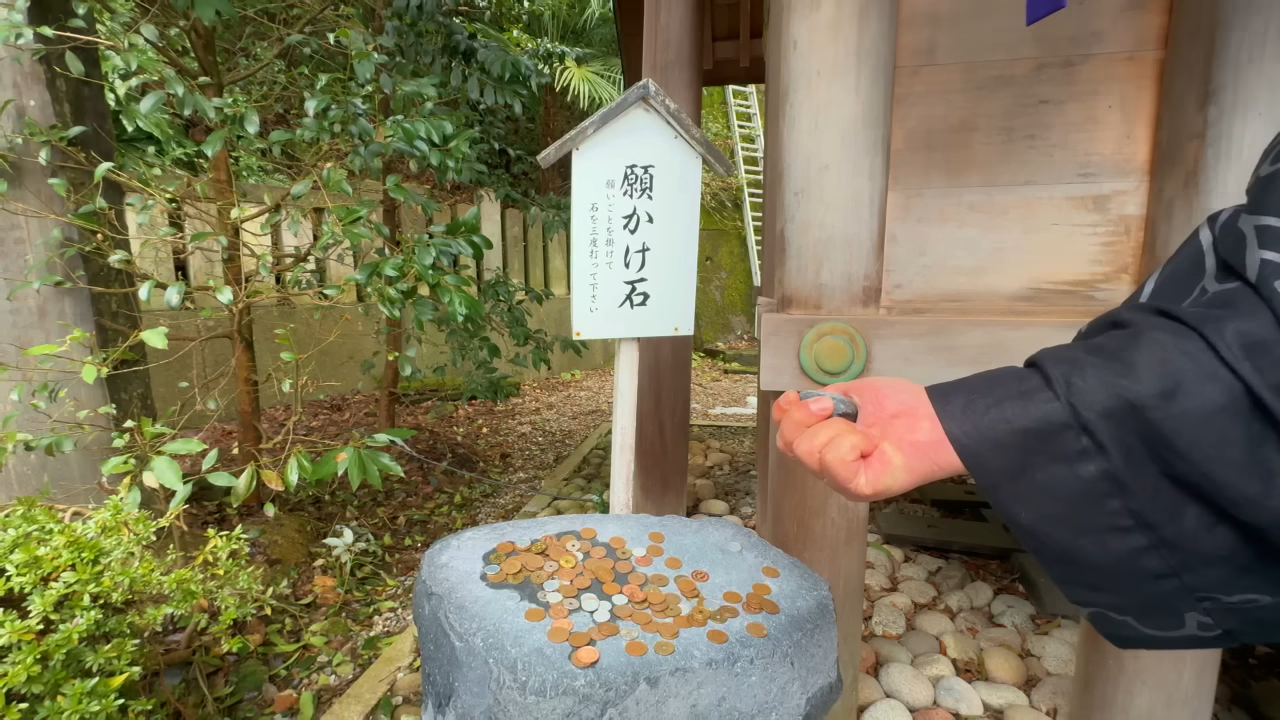 願かけ石
願いごとを掛けて
石を三度打って下さい